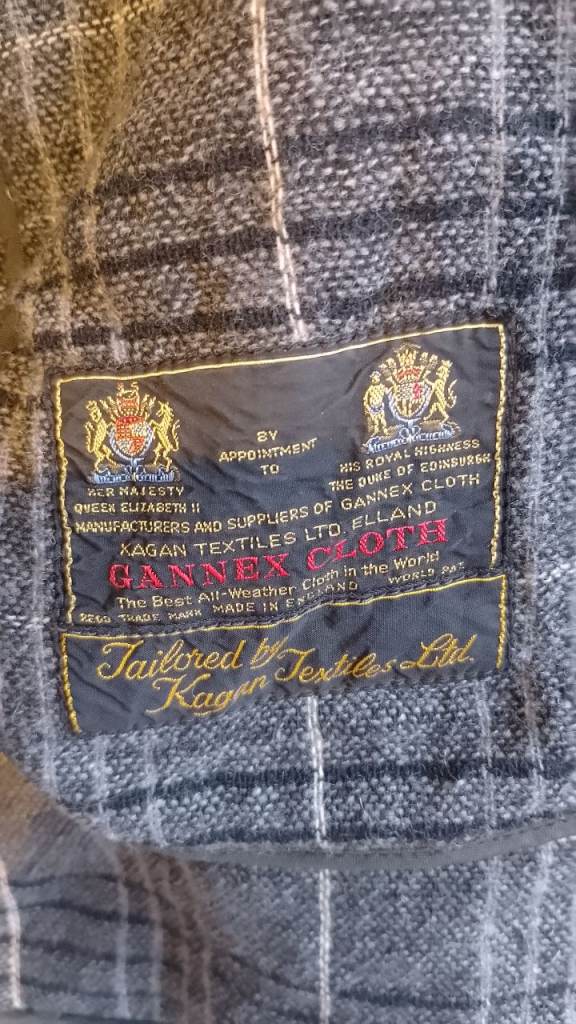 BY
APPOINTMENT
TO
HER MAJESTY
QUEEN ELIZABETH II
HIS ROYAL HIGHNESS
THE DUKE OF EDINBURGH
MANUFACTURERS AND SUPPLIERS OF GANNEX CLOTH
KAGAN TEXTILES LTD. ELLAND
GANNEX CLOTH
The Best All-Weather Cloth in the World
REGD TRADE MARK MADE IN ENGLAND WORLD PAT.
Tailored by
Kagan Textiles Ltd.